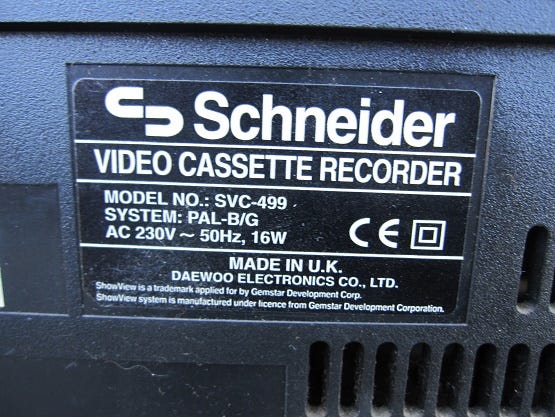 Schneider
VIDEO CASSETTE RECORDER
MODEL NO.: SVC-499
SYSTEM: PAL-B/G
AC 230V ~ 50Hz, 16W
CE
MADE IN U.K.
DAEWOO ELECTRONICS CO., LTD.
ShowView is a trademark applied for by Gemstar Development Corp.
ShowView system is manufactured under licence from Gemstar Development Corporation.